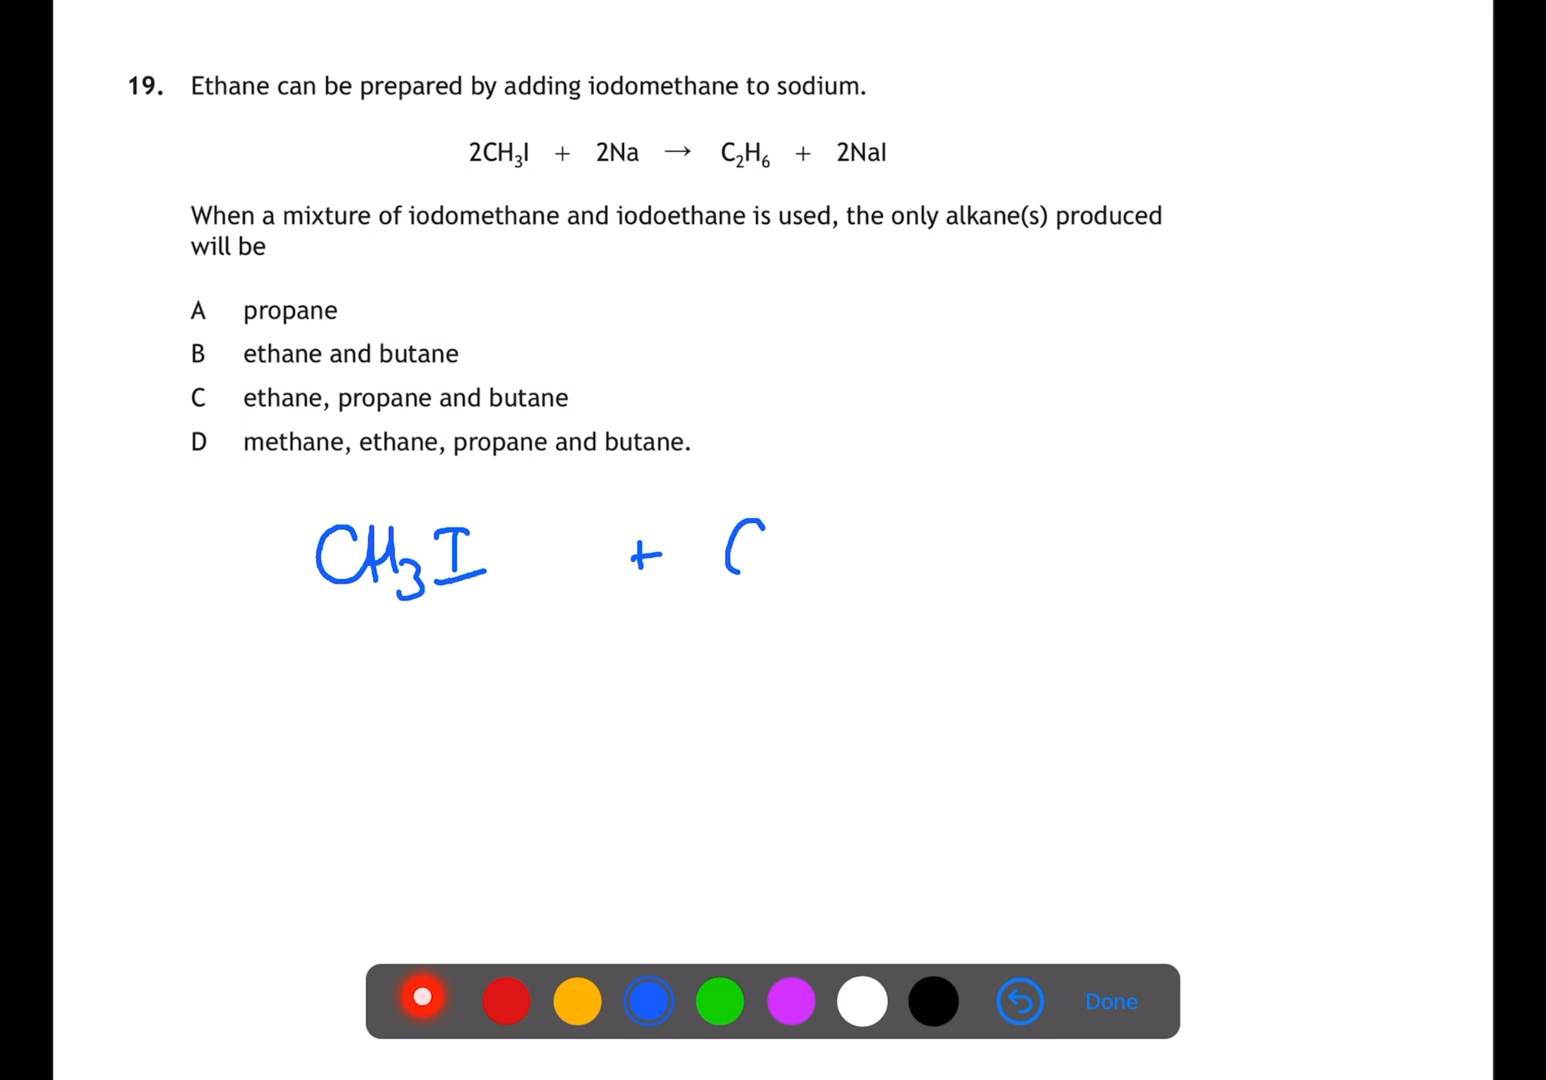 19. Ethane can be prepared by adding iodomethane to sodium.
2CH₃I + 2Na → C₂H₆ + 2NaI
When a mixture of iodomethane and iodoethane is used, the only alkane(s) produced
will be
A propane
B ethane and butane
C ethane, propane and butane
D methane, ethane, propane and butane.
CH₃I + C
Done